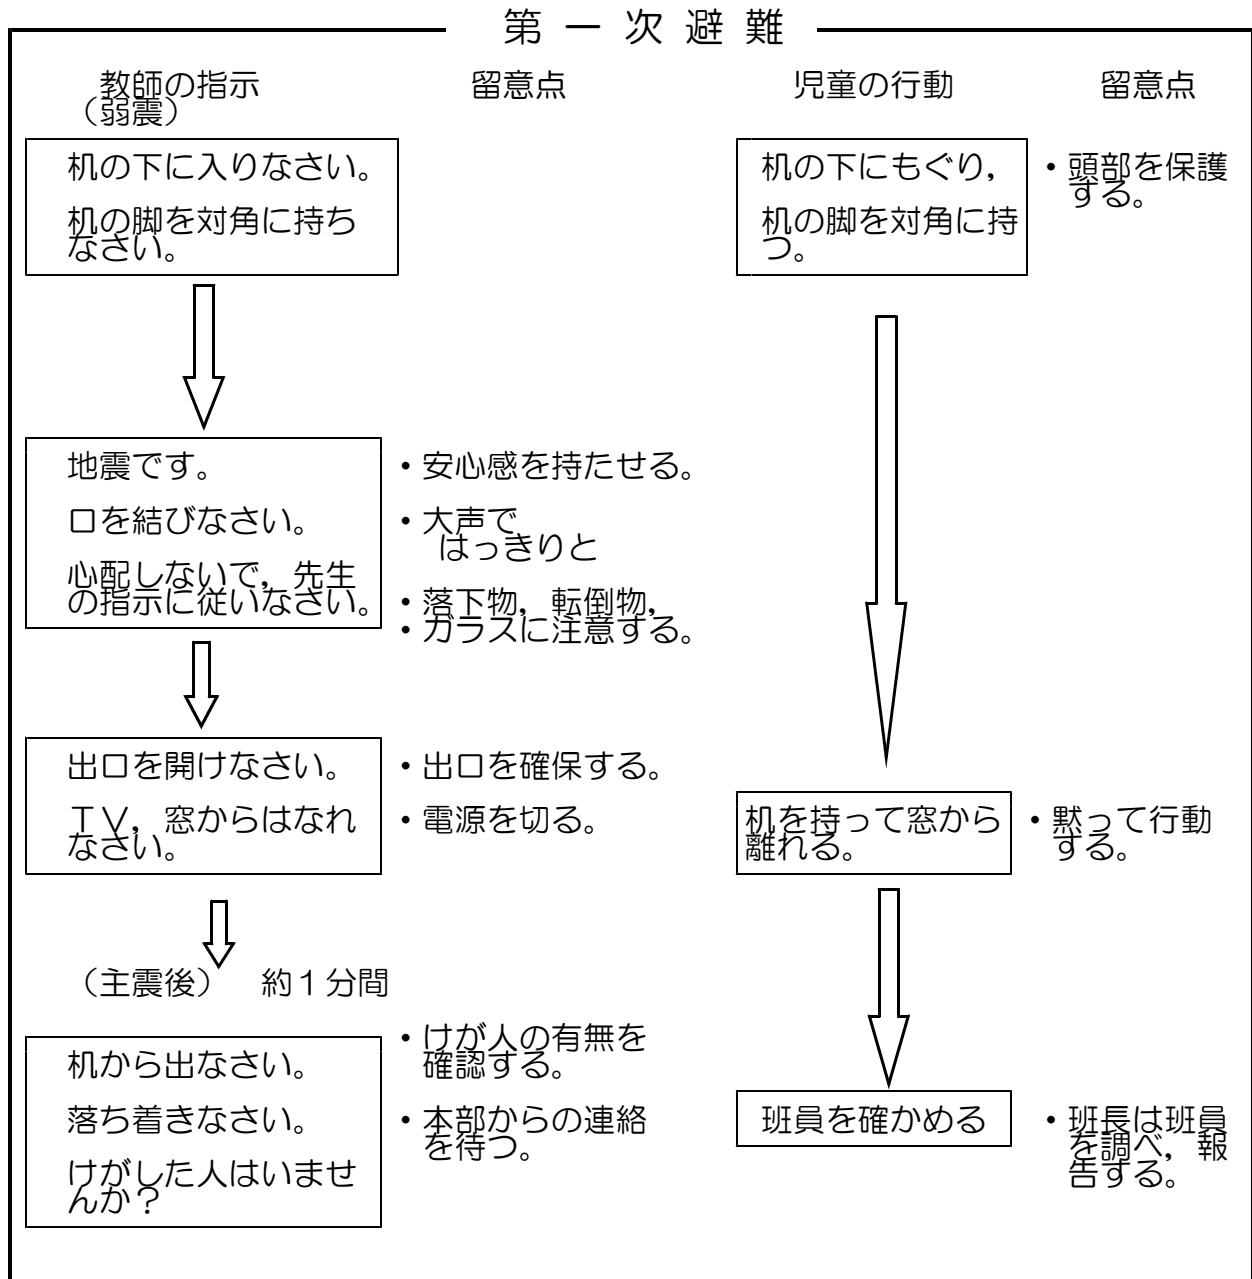 第一次避難
教師の指示
（弱震）
留意点
児童の行動
留意点
机の下に入りなさい。
机の脚を対角に持ち
なさい。
机の下にもぐり，
机の脚を対角に持
つ。
・頭部を保護
する。
地震です。
口を結びなさい。
心配しないで，先生
の指示に従いなさい。
・安心感を持たせる。
・大声で
はっきりと
・落下物，転倒物，
・ガラスに注意する。
出口を開けなさい。
ＴＶ，窓からはなれ
なさい。
・出口を確保する。
・電源を切る。
机を持って窓から
離れる。
・黙って行動
する。
（主震後）　約１分間
机から出なさい。
落ち着きなさい。
けがした人はいませ
んか？
・けが人の有無を
確認する。
・本部からの連絡
を待つ。
班員を確かめる
・班長は班員
を調べ，報
告する。